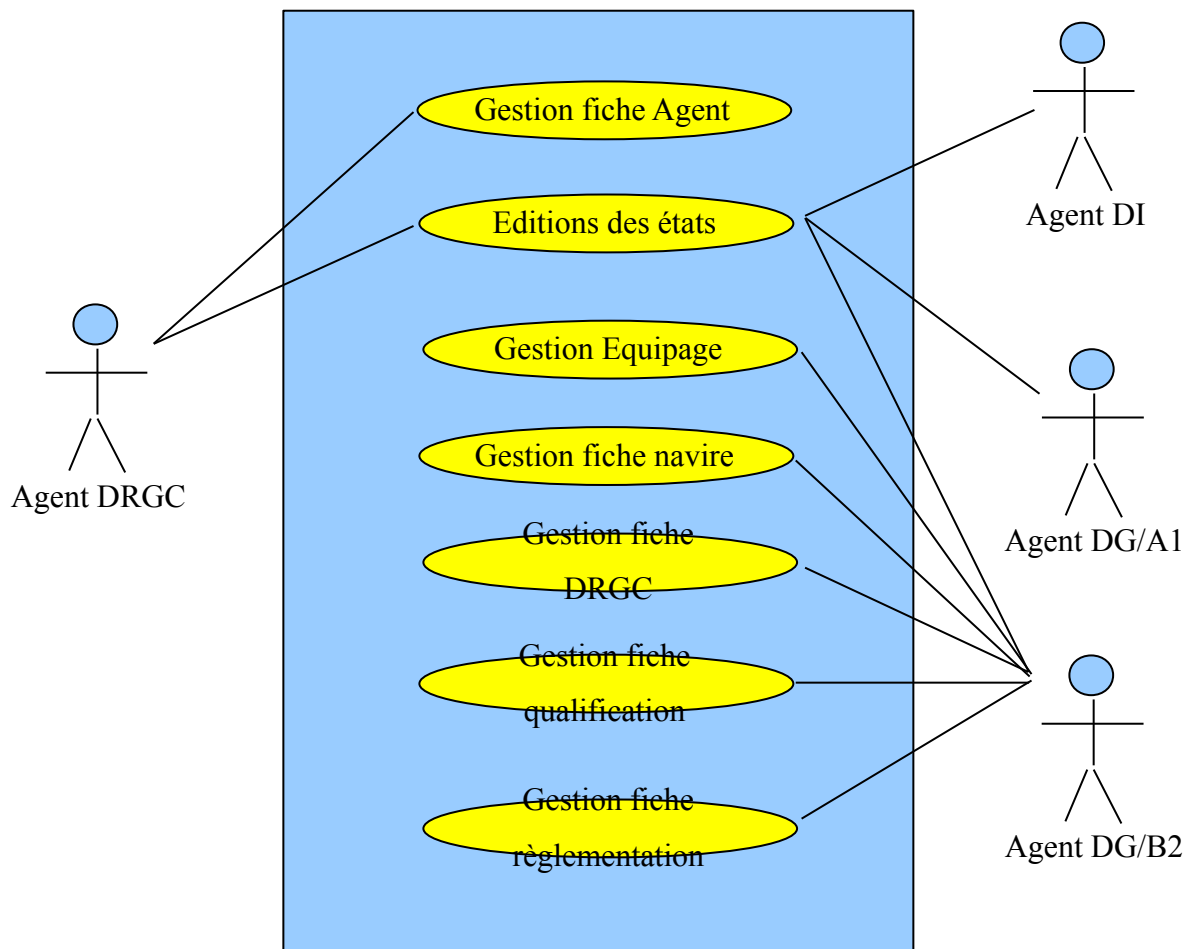 Gestion fiche Agent
Editions des états
Agent DI
Gestion Equipage
Gestion fiche navire
Agent DRGC
Gestion fiche
DRGC
Agent DG/A1
Gestion fiche
qualification
Gestion fiche
règlementation
Agent DG/B2